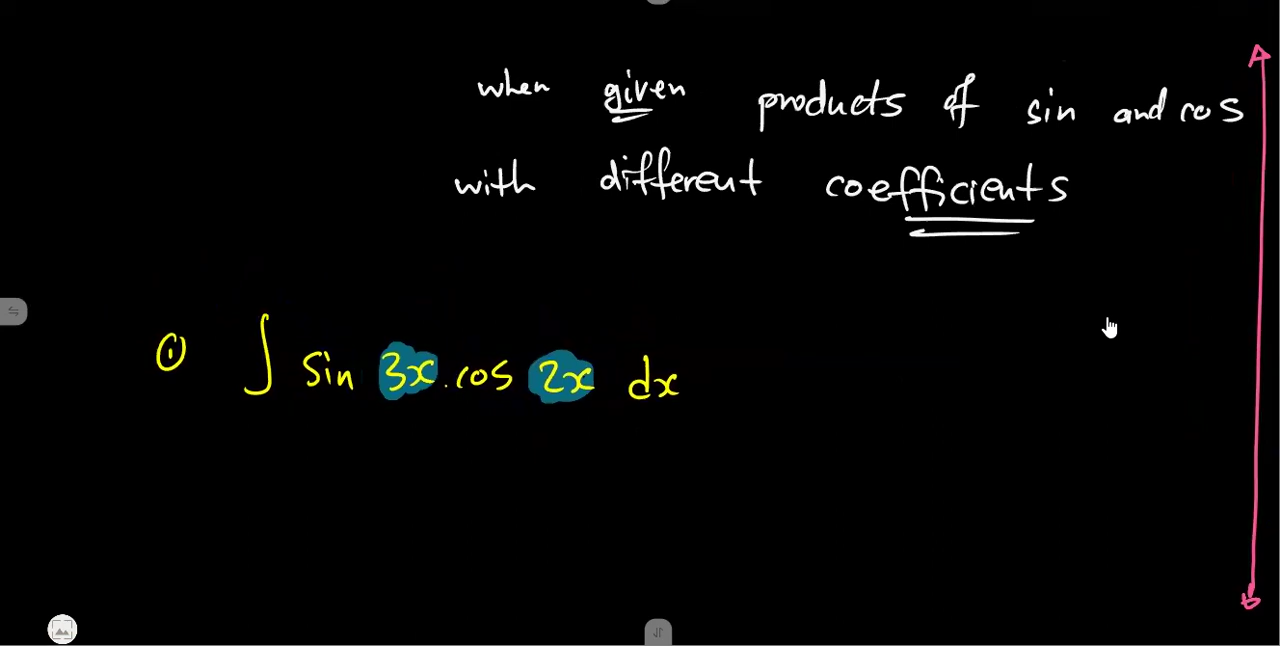 when given products of sin and cos
with different coefficients
① ∫ sin 3x . cos 2x dx